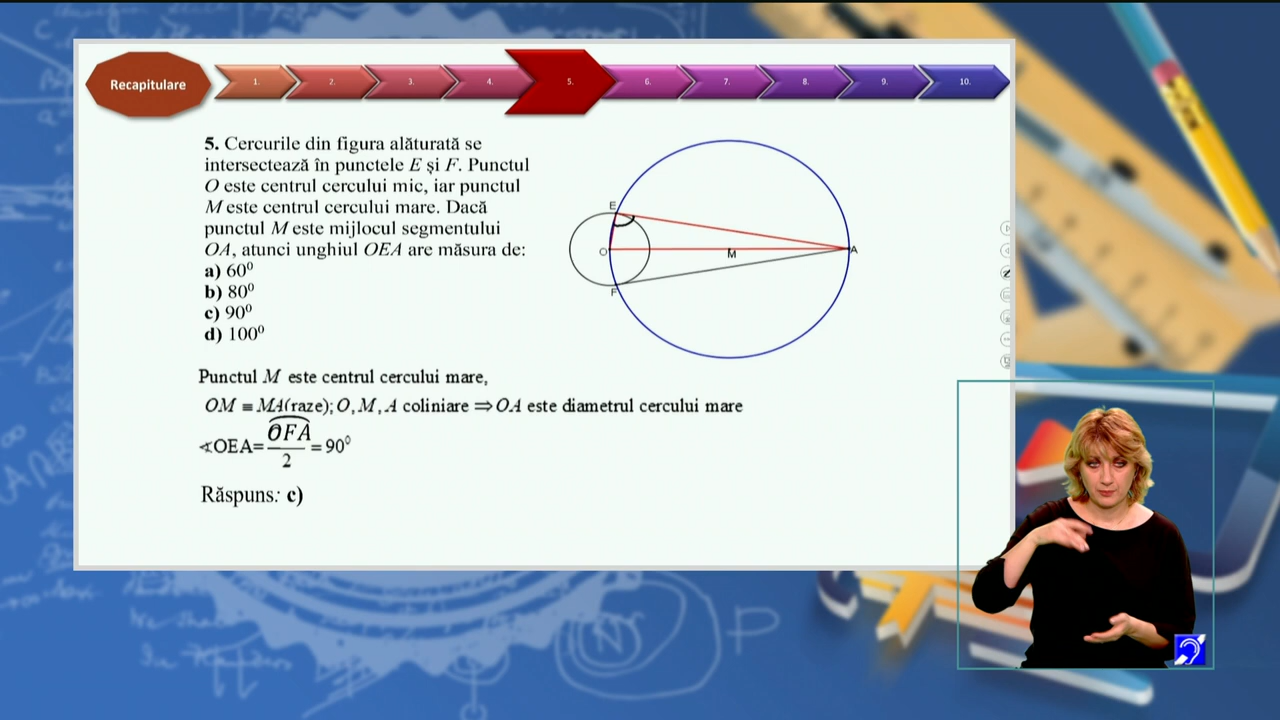 Recapitulare
1.
2.
3.
4.
5.
6.
7.
8.
9.
10.
5. Cercurile din figura alăturată se
intersectează în punctele E și F. Punctul
O este centrul cercului mic, iar punctul
M este centrul cercului mare. Dacă
punctul M este mijlocul segmentului
OA, atunci unghiul OEA are măsura de:
a) 60⁰
b) 80⁰
c) 90⁰
d) 100⁰
E
O
M
A
F
Punctul M este centrul cercului mare,
OM ≡ MA(raze); O, M, A coliniare ⇒ OA este diametrul cercului mare
∢OEA= OFA / 2 = 90⁰
Răspuns: c)
N
P